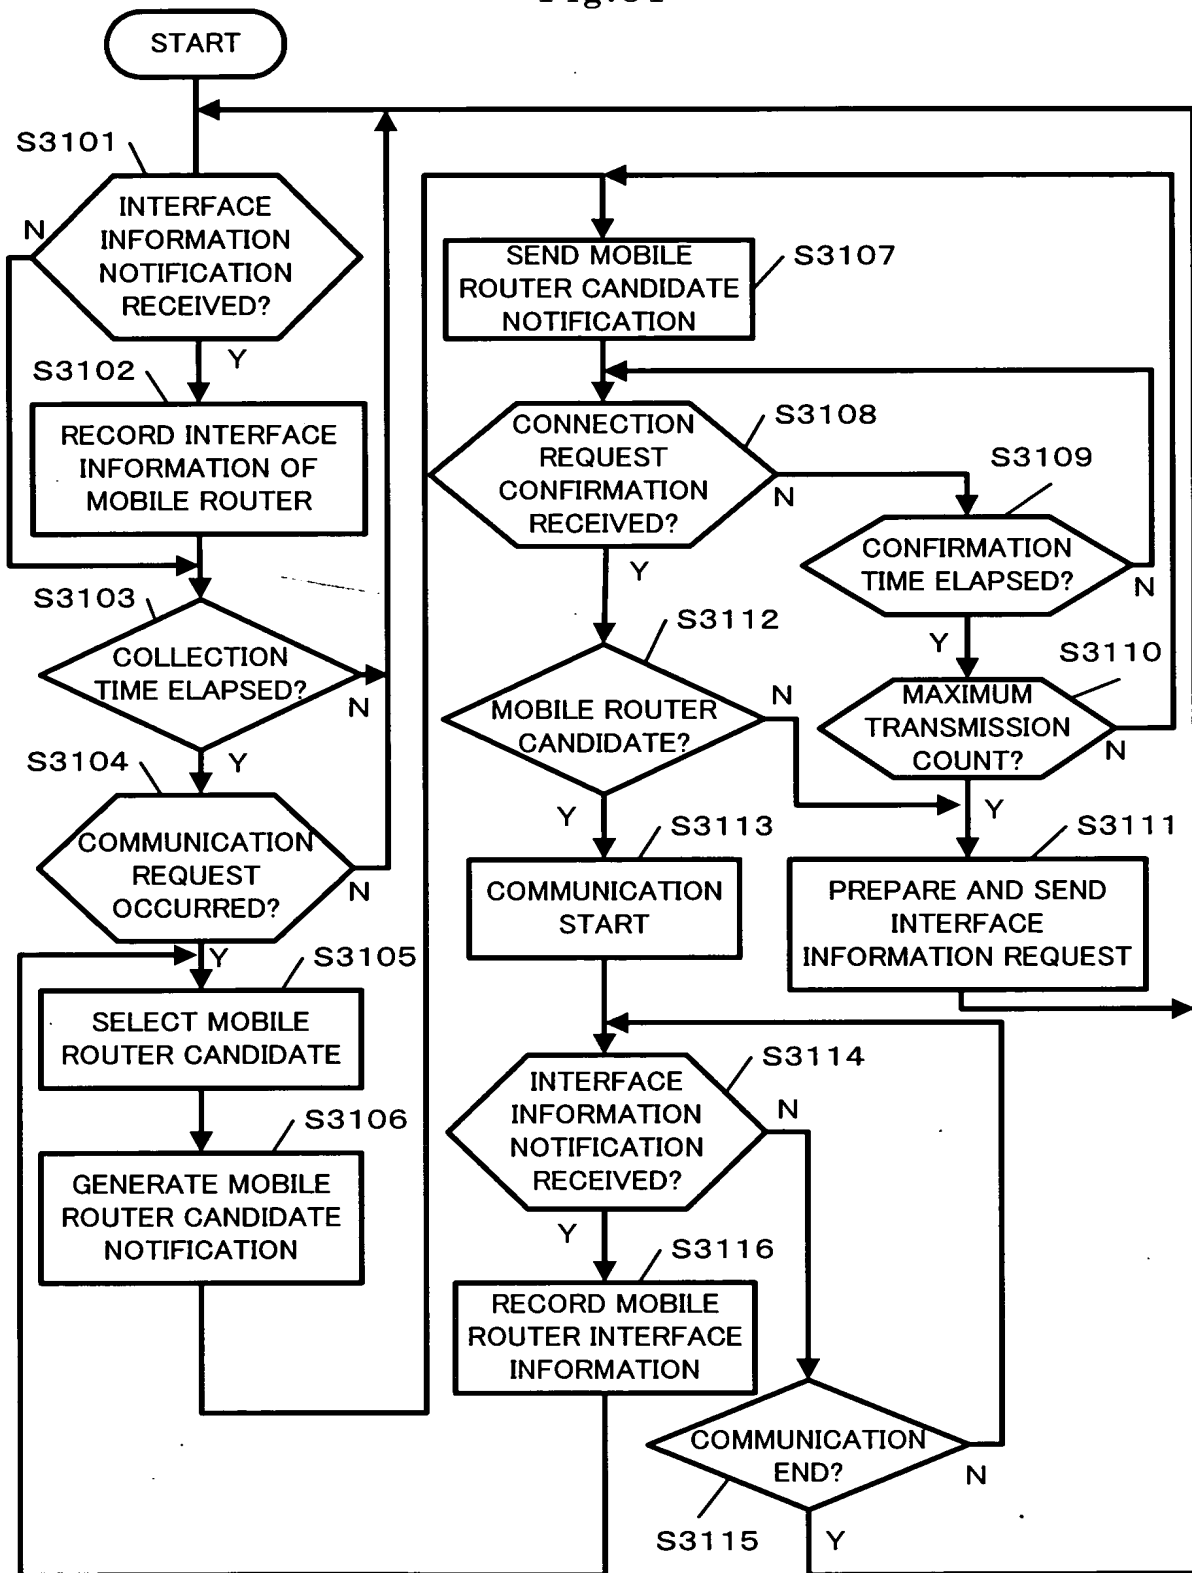 START
S3101
INTERFACE
INFORMATION
NOTIFICATION
RECEIVED?
N
Y
S3102
RECORD INTERFACE
INFORMATION OF
MOBILE ROUTER
S3103
COLLECTION
TIME ELAPSED?
N
Y
S3104
COMMUNICATION
REQUEST
OCCURRED?
N
Y
S3105
SELECT MOBILE
ROUTER CANDIDATE
S3106
GENERATE MOBILE
ROUTER CANDIDATE
NOTIFICATION
S3107
SEND MOBILE
ROUTER CANDIDATE
NOTIFICATION
S3108
CONNECTION
REQUEST
CONFIRMATION
RECEIVED?
N
Y
S3109
CONFIRMATION
TIME ELAPSED?
N
Y
S3110
MAXIMUM
TRANSMISSION
COUNT?
N
Y
S3111
PREPARE AND SEND
INTERFACE
INFORMATION REQUEST
S3112
MOBILE ROUTER
CANDIDATE?
N
Y
S3113
COMMUNICATION
START
S3114
INTERFACE
INFORMATION
NOTIFICATION
RECEIVED?
N
Y
S3116
RECORD MOBILE
ROUTER INTERFACE
INFORMATION
COMMUNICATION
END?
N
S3115
Y